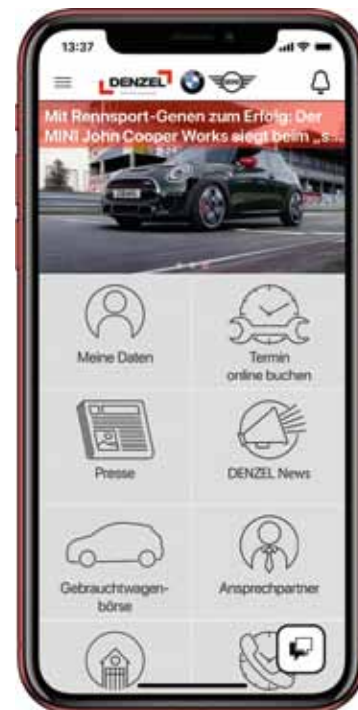 13:37
DENZEL
Mit Rennsport-Genen zum Erfolg: Der
MINI John Cooper Works siegt beim „s...
Meine Daten
Termin
online buchen
Presse
DENZEL News
Gebrauchtwagen-
börse
Ansprechpartner